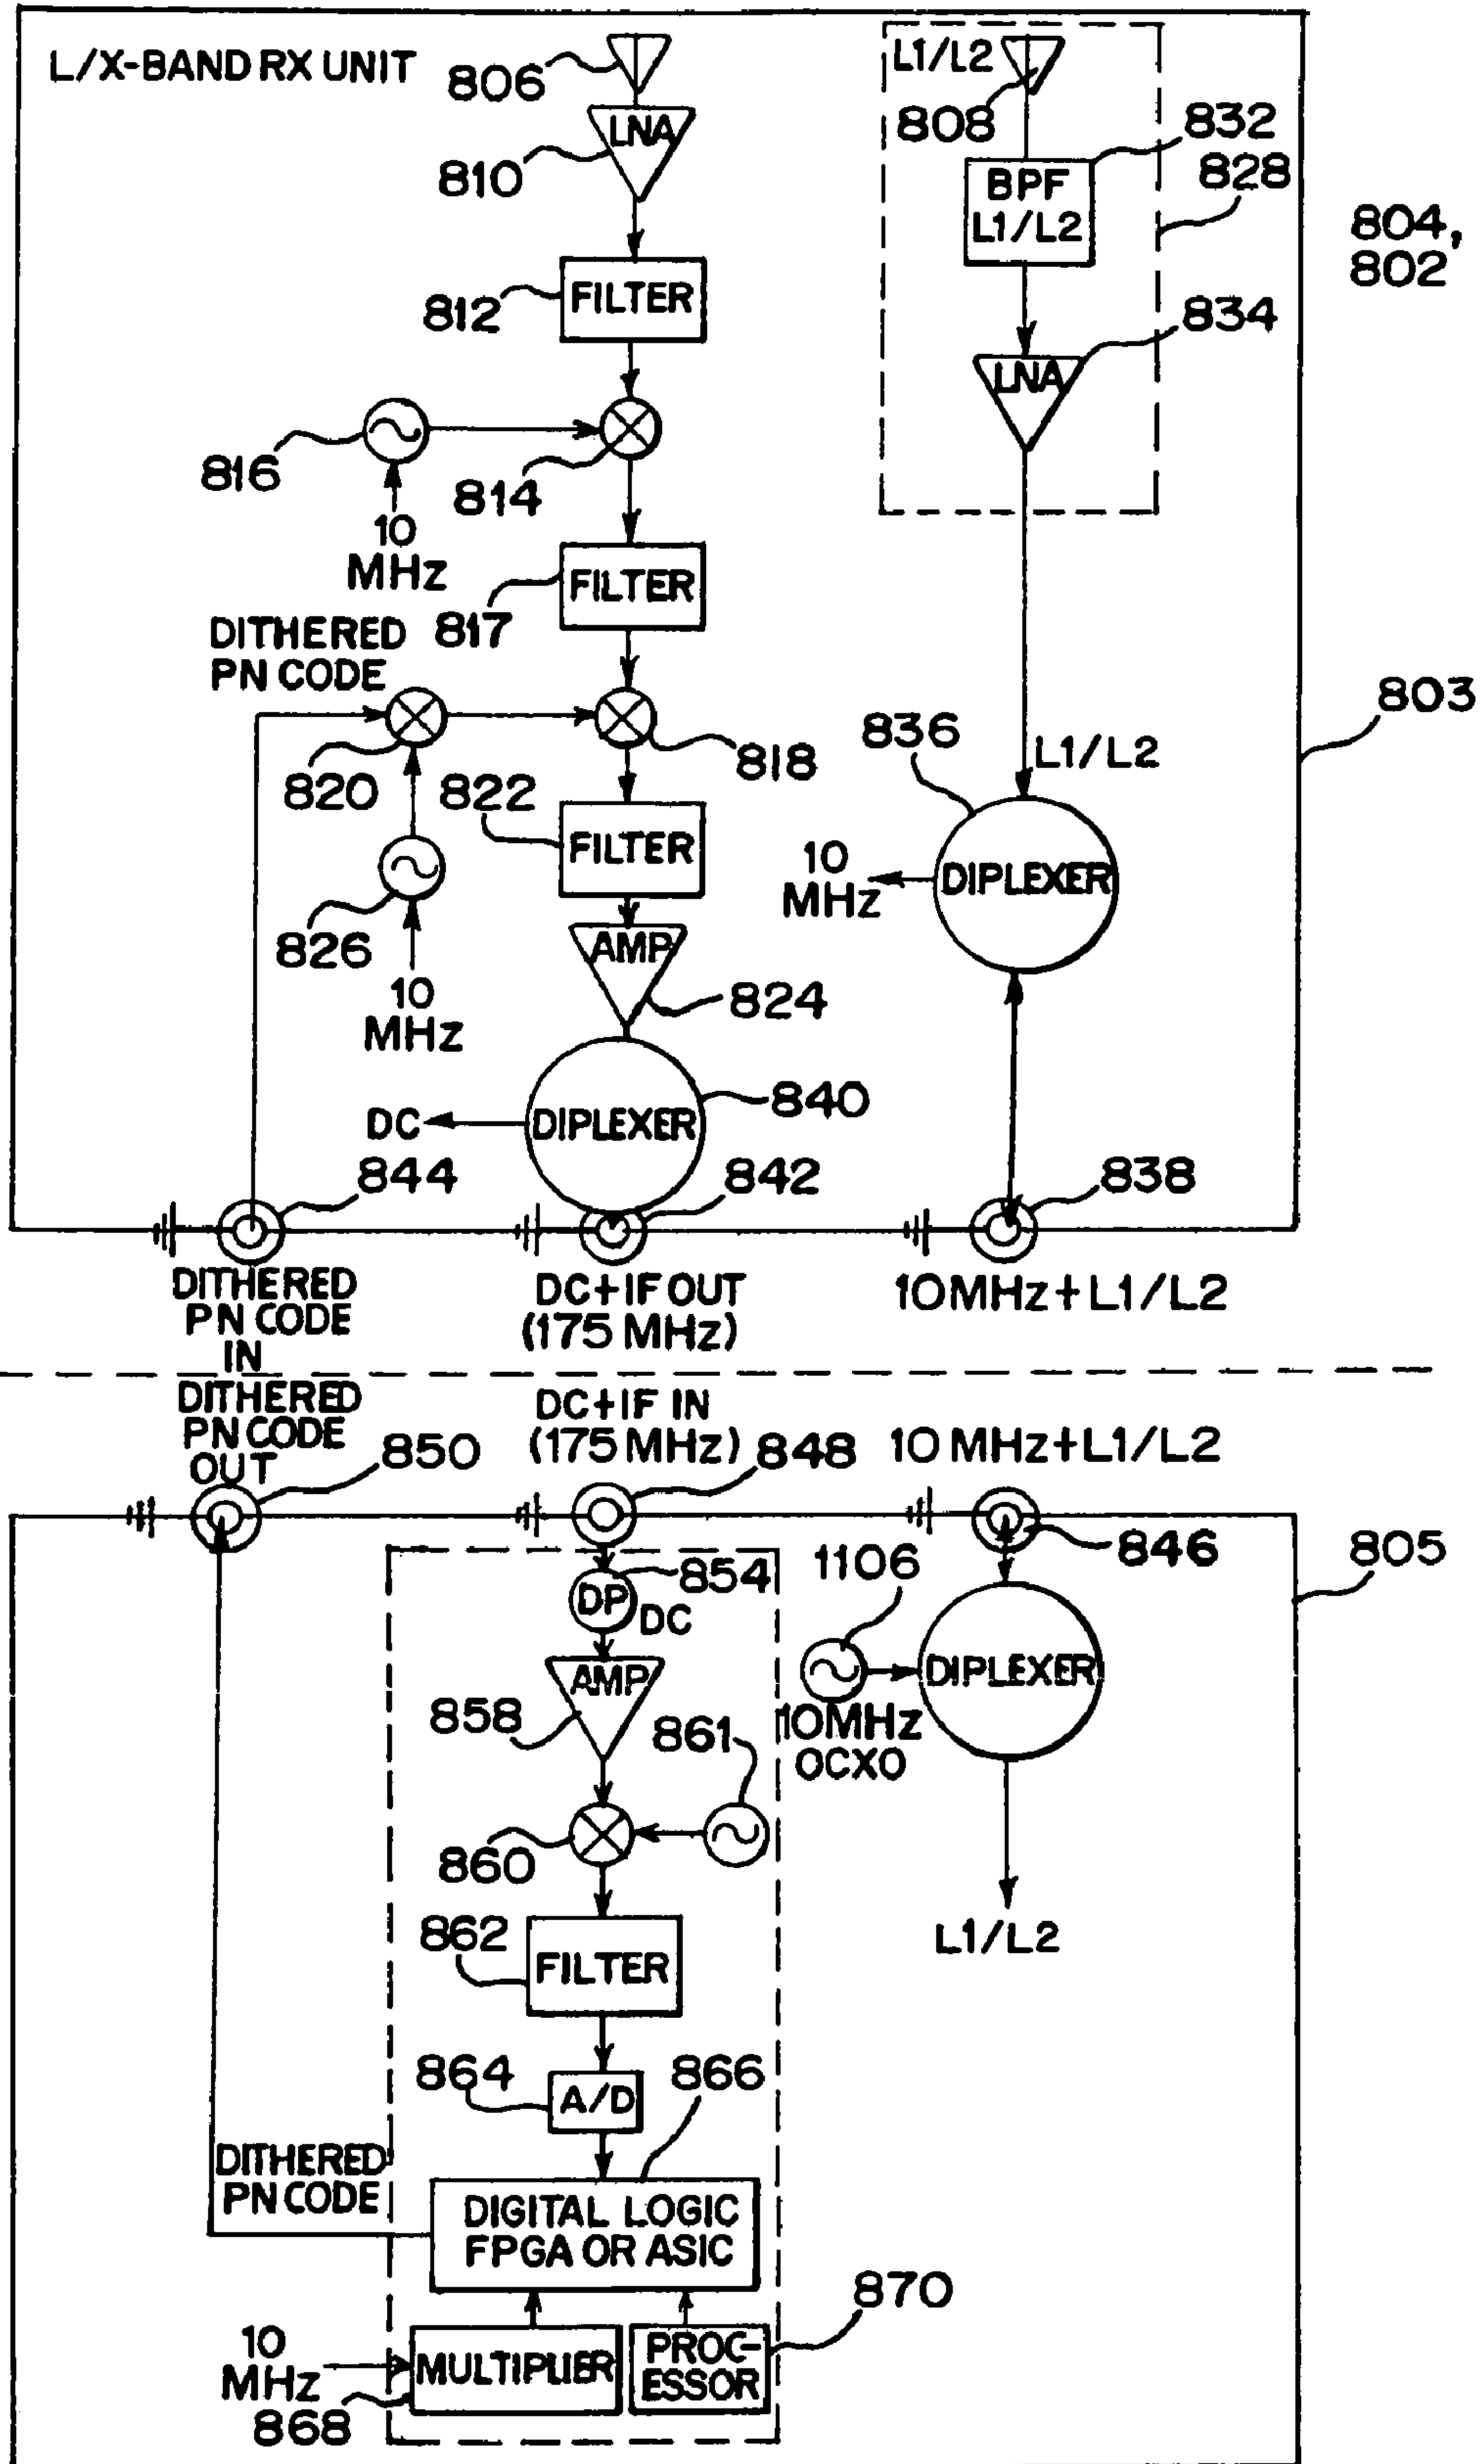 L/X-BAND RX UNIT
806
L1/L2
808
LNA
810
832
BPF
L1/L2
828
804,
802
812
FILTER
834
LNA
816
814
10
MHz
FILTER
817
DITHERED
PN CODE
803
836
820
822
818
L1/L2
FILTER
10
MHz
DIPLEXER
826
AMP
824
10
MHz
DC
DIPLEXER
840
844
842
838
DITHERED
PN CODE
IN
DC+IF OUT
(175 MHz)
10MHz+L1/L2
DITHERED
PN CODE
OUT
850
DC+IF IN
(175 MHz)
848
10 MHz+L1/L2
846
805
854
DP
DC
1106
AMP
858
861
10MHz
OCXO
DIPLEXER
860
862
FILTER
L1/L2
864
866
A/D
DITHERED
PN CODE
DIGITAL LOGIC
FPGA OR ASIC
870
10
MHz
868
MULTIPLIER
PROC-
ESSOR